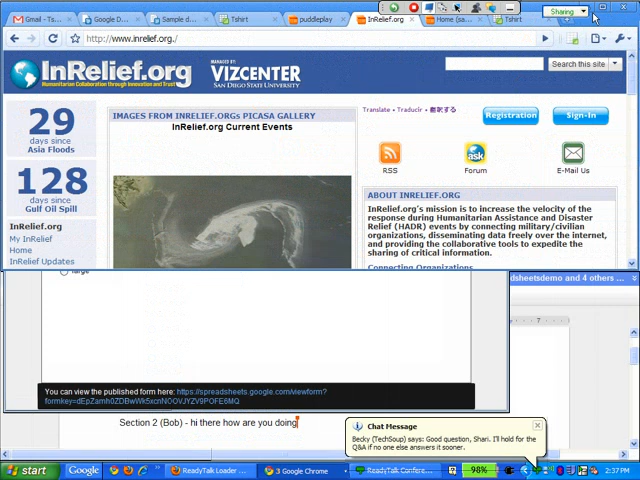 Sharing
Gmail - Ts
Google D
Sample d
Tshirt
puddleplay
InRelief.org
Home (sa
Tshirt
http://www.inrelief.org./
InRelief.org
Humanitarian Collaboration through Innovation and Trust
MANAGED BY:
VIZCENTER
SAN DIEGO STATE UNIVERSITY
Search this site
29
days since
Asia Floods
128
days since
Gulf Oil Spill
InRelief.org
My InRelief
Home
InRelief Updates
IMAGES FROM INRELIEF.ORGs PICASA GALLERY
InRelief.org Current Events
Translate • Traducir • 翻訳する
Registration
Sign-In
RSS
ask
Forum
E-Mail Us
ABOUT INRELIEF.ORG
InRelief.org's mission is to increase the velocity of the
response during Humanitarian Assistance and Disaster
Relief (HADR) events by connecting military/civilian
organizations, disseminating data freely over the internet,
and providing the collaborative tools to expedite the
sharing of critical information.
Connecting Organizations
large
dsheetsdemo and 4 others ...
7
You can view the published form here: https://spreadsheets.google.com/viewform?
formkey=dEpZamh0ZDBwWk5xcnNOOVJYZV9POFE6MQ
Section 2 (Bob) - hi there how are you doing
Chat Message
Becky (TechSoup) says: Good question, Shari. I'll hold for the
Q&A if no one else answers it sooner.
start
Google
ReadyTalk Loader ...
3 Google Chrome
ReadyTalk Confere...
98%
2:37 PM